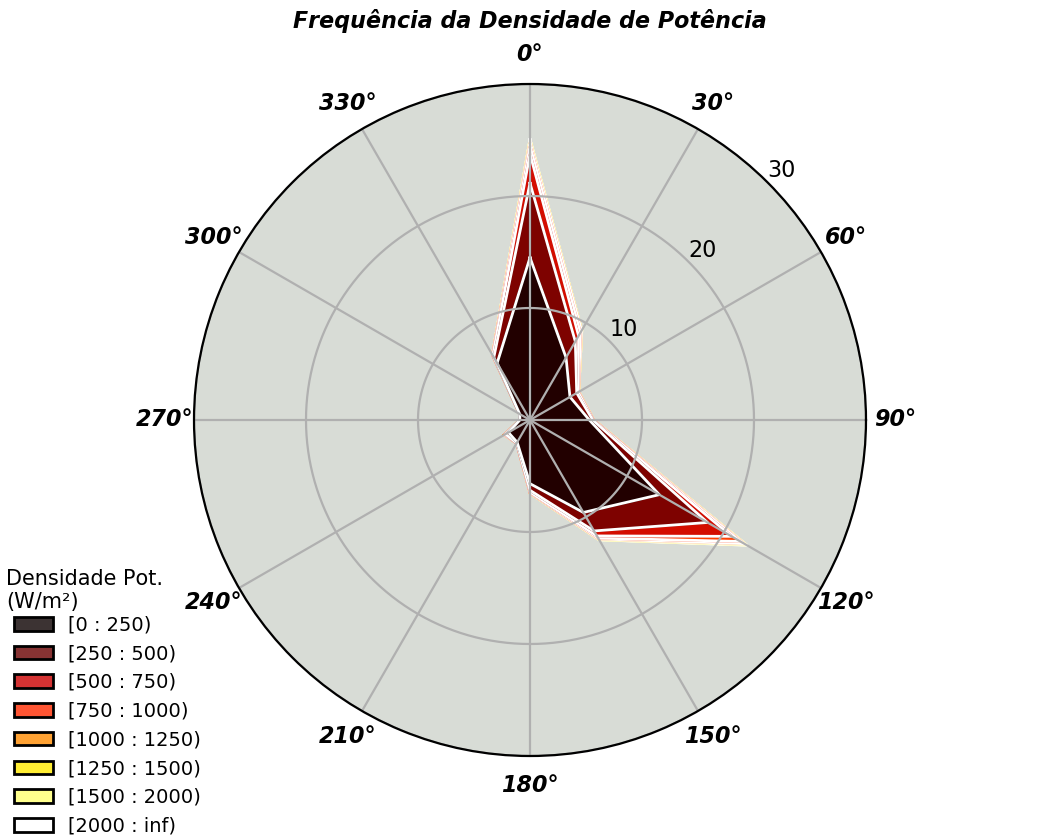 Frequência da Densidade de Potência
0°
330°
30°
30
300°
60°
20
10
270°
90°
240°
120°
210°
150°
180°
Densidade Pot.
(W/m²)
[0 : 250)
[250 : 500)
[500 : 750)
[750 : 1000)
[1000 : 1250)
[1250 : 1500)
[1500 : 2000)
[2000 : inf)